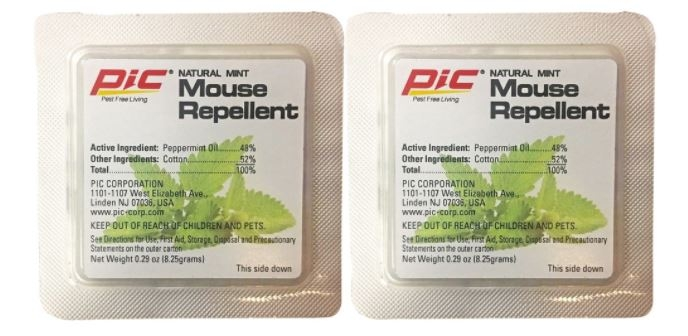 PIC® NATURAL MINT
Pest Free Living
Mouse
Repellent
Active Ingredient: Peppermint Oil........48%
Other Ingredients: Cotton...................52%
Total.................................................100%
PIC CORPORATION
1101-1107 West Elizabeth Ave.,
Linden NJ 07036, USA
www.pic-corp.com
KEEP OUT OF REACH OF CHILDREN AND PETS.
See Directions for Use, First Aid, Storage, Disposal and Precautionary
Statements on the outer carton
Net Weight 0.29 oz (8.25grams)
This side down
PIC® NATURAL MINT
Pest Free Living
Mouse
Repellent
Active Ingredient: Peppermint Oil........48%
Other Ingredients: Cotton...................52%
Total.................................................100%
PIC CORPORATION
1101-1107 West Elizabeth Ave.,
Linden NJ 07036, USA
www.pic-corp.com
KEEP OUT OF REACH OF CHILDREN AND PETS.
See Directions for Use, First Aid, Storage, Disposal and Precautionary
Statements on the outer carton
Net Weight 0.29 oz (8.25grams)
This side down